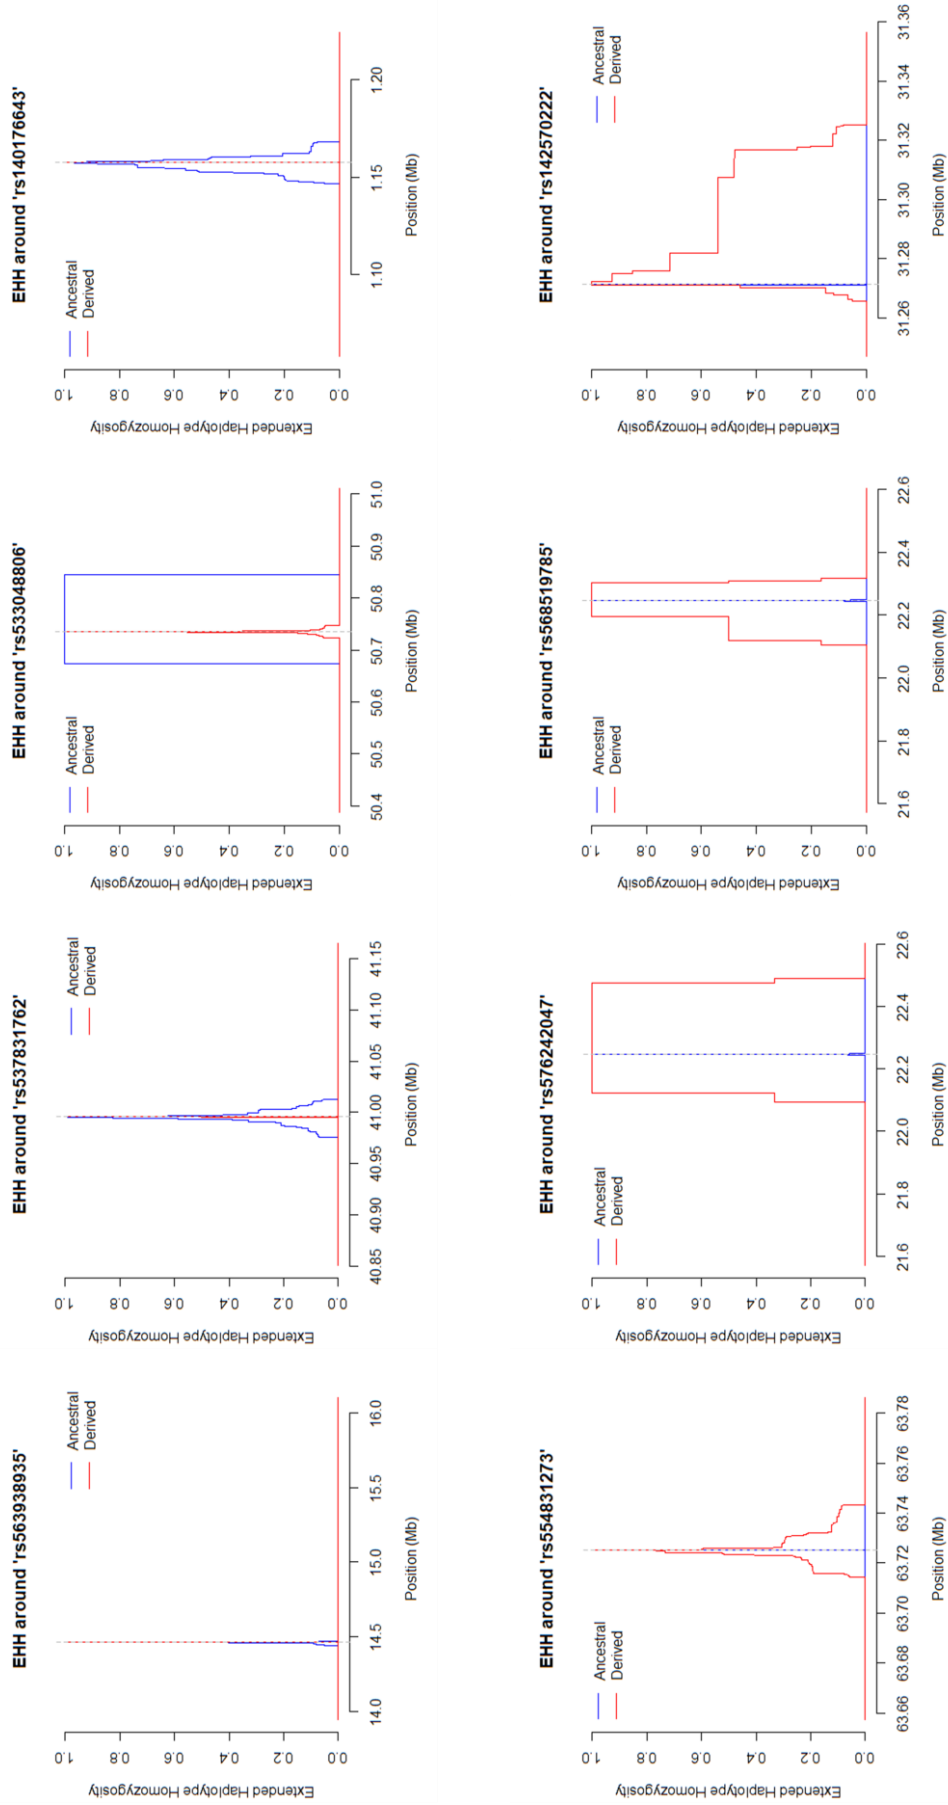 EHH around 'rs563938935'
Ancestral
Derived
Extended Haplotype Homozygosity
1.0
0.8
0.6
0.4
0.2
0.0
14.0 14.5 15.0 15.5 16.0
Position (Mb)
EHH around 'rs537831762'
Ancestral
Derived
Extended Haplotype Homozygosity
1.0
0.8
0.6
0.4
0.2
0.0
40.85 40.90 40.95 41.00 41.05 41.10 41.15
Position (Mb)
EHH around 'rs533048806'
Ancestral
Derived
Extended Haplotype Homozygosity
1.0
0.8
0.6
0.4
0.2
0.0
50.4 50.5 50.6 50.7 50.8 50.9 51.0
Position (Mb)
EHH around 'rs140176643'
Ancestral
Derived
Extended Haplotype Homozygosity
1.0
0.8
0.6
0.4
0.2
0.0
1.10 1.15 1.20
Position (Mb)
EHH around 'rs554831273'
Ancestral
Derived
Extended Haplotype Homozygosity
1.0
0.8
0.6
0.4
0.2
0.0
63.66 63.68 63.70 63.72 63.74 63.76 63.78
Position (Mb)
EHH around 'rs576242047'
Ancestral
Derived
Extended Haplotype Homozygosity
1.0
0.8
0.6
0.4
0.2
0.0
21.6 21.8 22.0 22.2 22.4 22.6
Position (Mb)
EHH around 'rs568519785'
Ancestral
Derived
Extended Haplotype Homozygosity
1.0
0.8
0.6
0.4
0.2
0.0
21.6 21.8 22.0 22.2 22.4 22.6
Position (Mb)
EHH around 'rs142570222'
Ancestral
Derived
Extended Haplotype Homozygosity
1.0
0.8
0.6
0.4
0.2
0.0
31.26 31.28 31.30 31.32 31.34 31.36
Position (Mb)